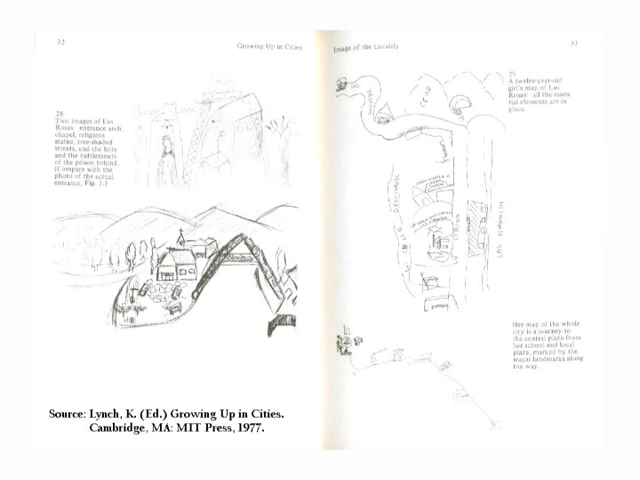 32
Growing Up in Cities
28
Two images of Las
Rosas: entrance arch,
chapel, religious
statue, tree-shaded
streets, and the hills
and the battlements
of the prison behind.
(Compare with the
photo of the actual
entrance, Fig. 1.)
Image of the Locality
33
29
A twelve-year-old
girl's map of Las
Rosas: all the essen-
tial elements are in
place.
Her map of the whole
city is a journey to
the central plaza from
her school and local
plaza, marked by the
major landmarks along
the way.
Source: Lynch, K. (Ed.) Growing Up in Cities.
Cambridge, MA: MIT Press, 1977.